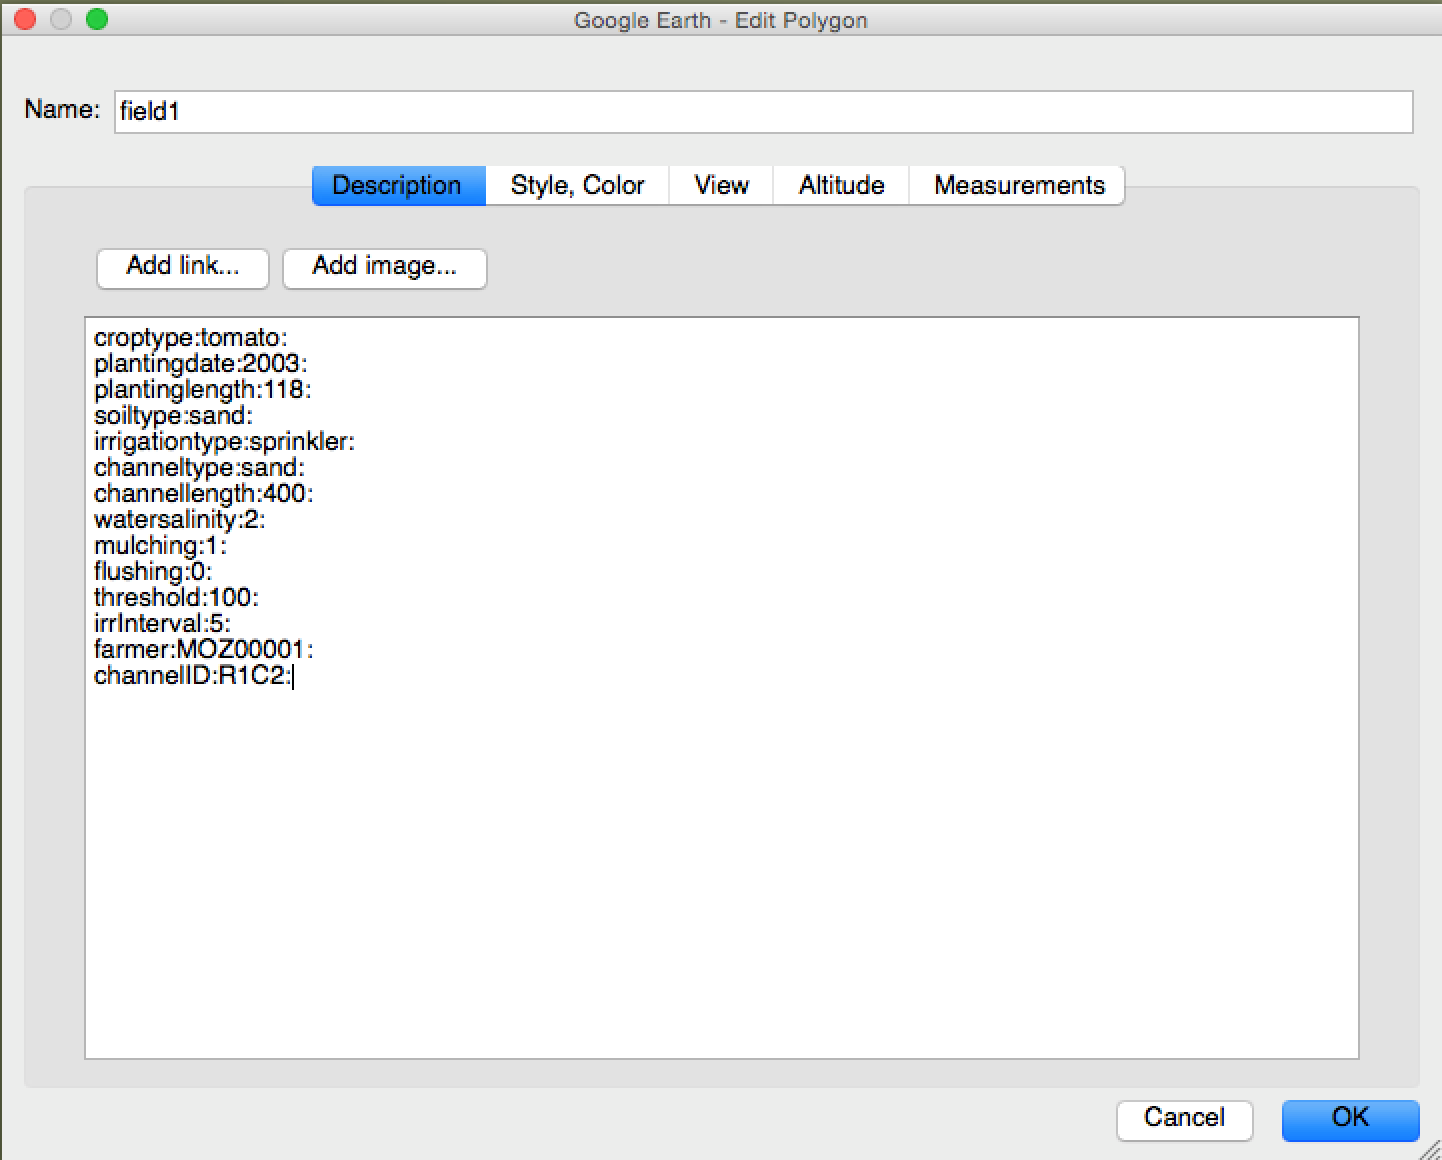 Google Earth - Edit Polygon
Name: field1
Description Style, Color View Altitude Measurements
Add link... Add image...
croptype:tomato:
plantingdate:2003:
plantinglength:118:
soiltype:sand:
irrigationtype:sprinkler:
channeltype:sand:
channellength:400:
watersalinity:2:
mulching:1:
flushing:0:
threshold:100:
irrInterval:5:
farmer:MOZ00001:
channelID:R1C2:
Cancel OK